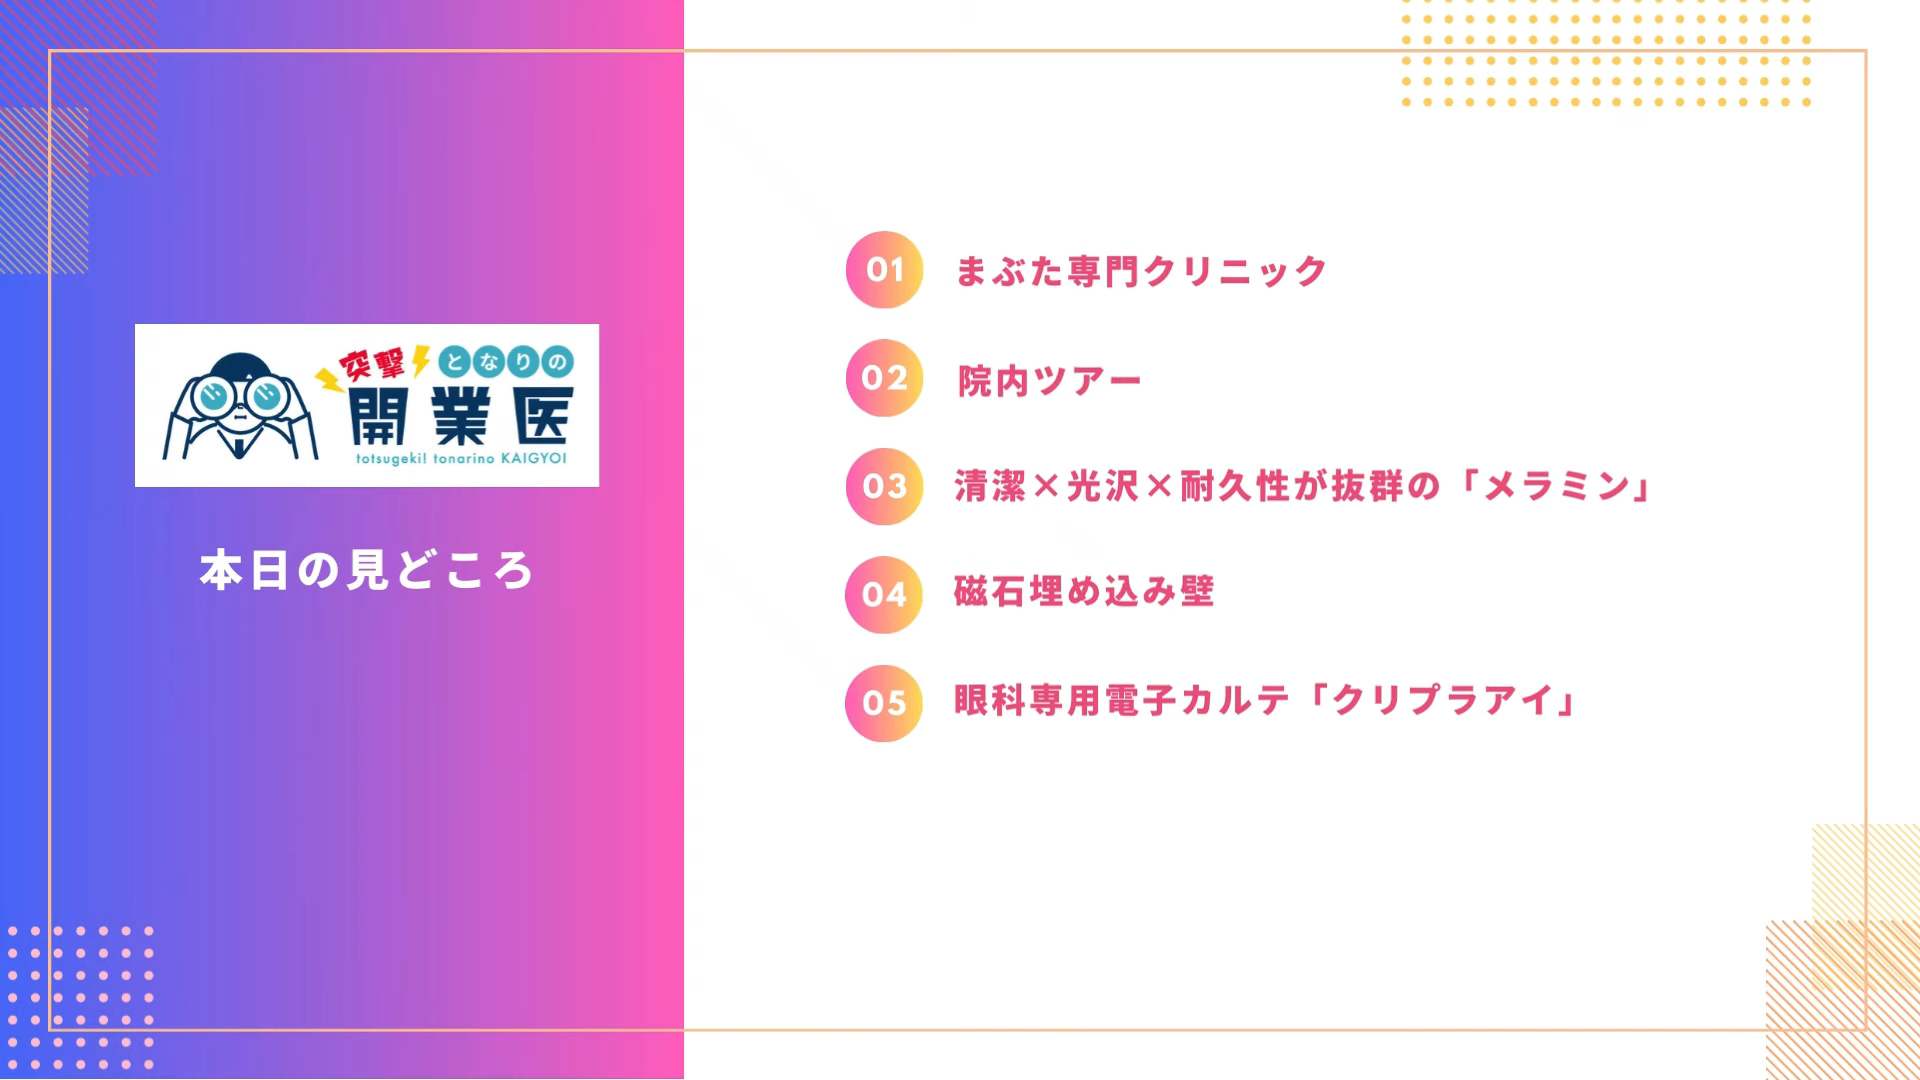 突撃 となりの
開業医
totsugeki! tonarino KAIGYOI
本日の見どころ
01 まぶた専門クリニック
02 院内ツアー
03 清潔×光沢×耐久性が抜群の「メラミン」
04 磁石埋め込み壁
05 眼科専用電子カルテ「クリプラアイ」